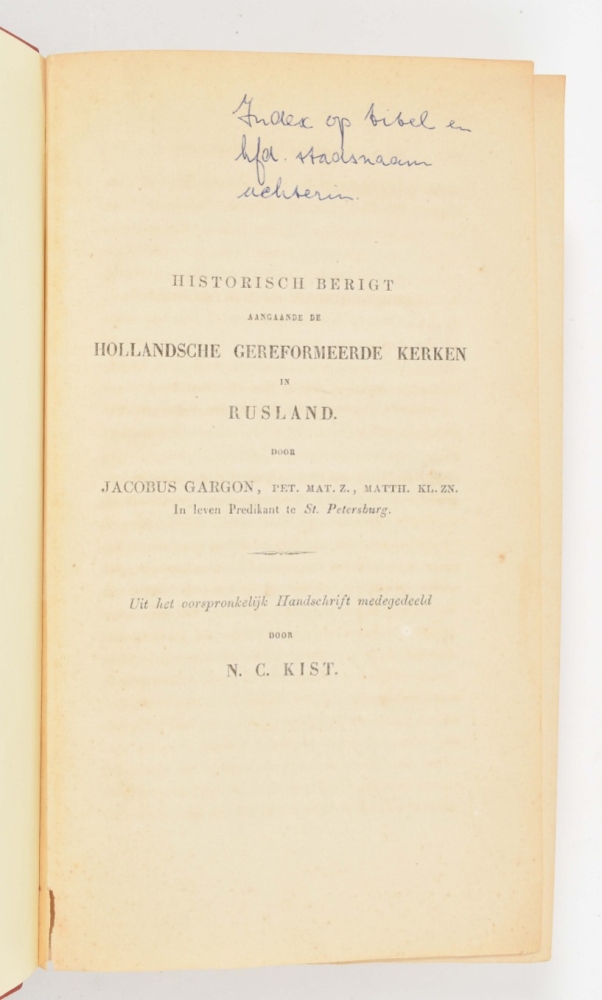 Index op bibel en
hfd. staasnaam
achterin.
HISTORISCH BERIGT
AANGAANDE DE
HOLLANDSCHE GEREFORMEERDE KERKEN
IN
RUSLAND.
DOOR
JACOBUS GARGON, PET. MAT. Z., MATTH. KL. ZN.
In leven Predikant te St. Petersburg.
Uit het oorspronkelijk Handschrift medegedeeld
DOOR
N. C. KIST.